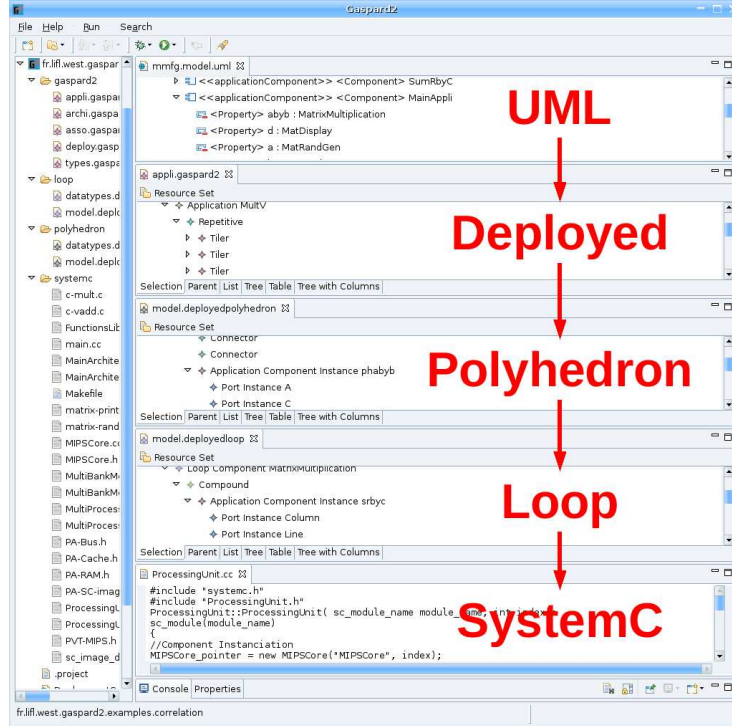 Gaspard2
File Help Run Search
fr.lifl.west.gaspar
gaspard2
appli.gaspar
archi.gaspa
asso.gaspar
deploy.gasp
types.gaspa
loop
datatypes.d
model.deplo
polyhedron
datatypes.d
model.deplo
systemc
c-mult.c
c-vadd.c
FunctionsLib
main.cc
MainArchite
MainArchite
Makefile
matrix-print
matrix-rand
MIPSCore.cc
MIPSCore.h
MultiBankMe
MultiBankMe
MultiProcess
MultiProcess
PA-Bus.h
PA-Cache.h
PA-RAM.h
PA-SC-imag
ProcessingU
ProcessingU
PVT-MIPS.h
sc_image_d
.project
mmfg.model.uml
<<applicationComponent>> <Component> SumRbyC
<<applicationComponent>> <Component> MainAppli
<Property> abyb : MatrixMultiplication
<Property> d : MatDisplay
<Property> a : MatRandGen
UML
appli.gaspard2
Resource Set
Application MultV
Repetitive
Tiler
Tiler
Tiler
Selection Parent List Tree Table Tree with Columns
Deployed
model.deployedpolyhedron
Resource Set
Connector
Connector
Application Component Instance phabyb
Port Instance A
Port Instance C
Selection Parent List Tree Table Tree with Columns
Polyhedron
model.deployedloop
Resource Set
Loop Component MatrixMultiplication
Compound
Application Component Instance srbyc
Port Instance Column
Port Instance Line
Selection Parent List Tree Table Tree with Columns
Loop
ProcessingUnit.cc
#include "systemc.h"
#include "ProcessingUnit.h"
ProcessingUnit::ProcessingUnit( sc_module_name module_name, int index
sc_module(module_name)
{
//Component Instanciation
MIPSCore_pointer = new MIPSCore("MIPSCore", index);
SystemC
Console Properties
fr.lifl.west.gaspard2.examples.correlation